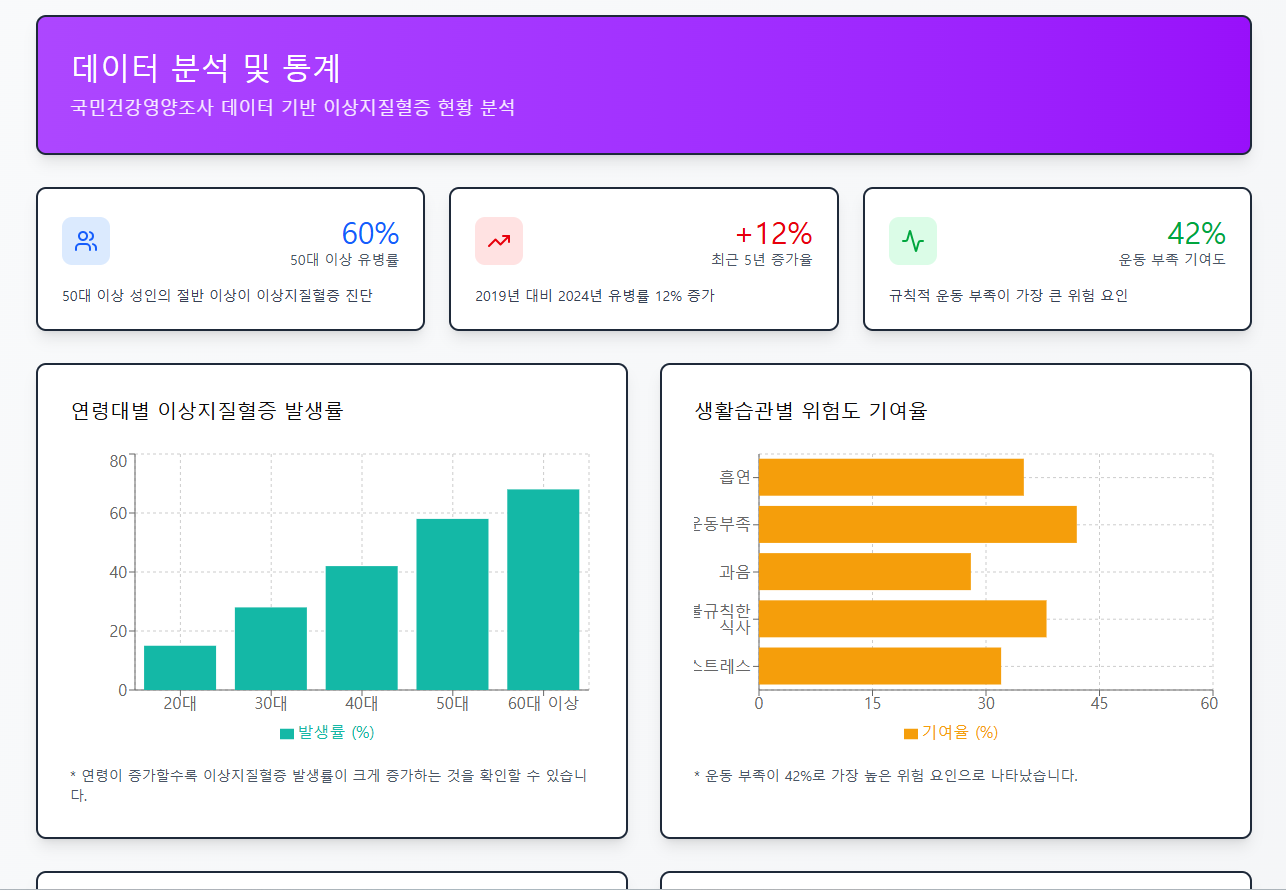 데이터 분석 및 통계
국민건강영양조사 데이터 기반 이상지질혈증 현황 분석
60%
50대 이상 유병률
50대 이상 성인의 절반 이상이 이상지질혈증 진단
+12%
최근 5년 증가율
2019년 대비 2024년 유병률 12% 증가
42%
운동 부족 기여도
규칙적 운동 부족이 가장 큰 위험 요인
연령대별 이상지질혈증 발생률
80
60
40
20
0
20대 30대 40대 50대 60대 이상
발생률 (%)
* 연령이 증가할수록 이상지질혈증 발생률이 크게 증가하는 것을 확인할 수 있습니
다.
생활습관별 위험도 기여율
흡연
운동부족
과음
불규칙한
식사
스트레스
0 15 30 45 60
기여율 (%)
* 운동 부족이 42%로 가장 높은 위험 요인으로 나타났습니다.